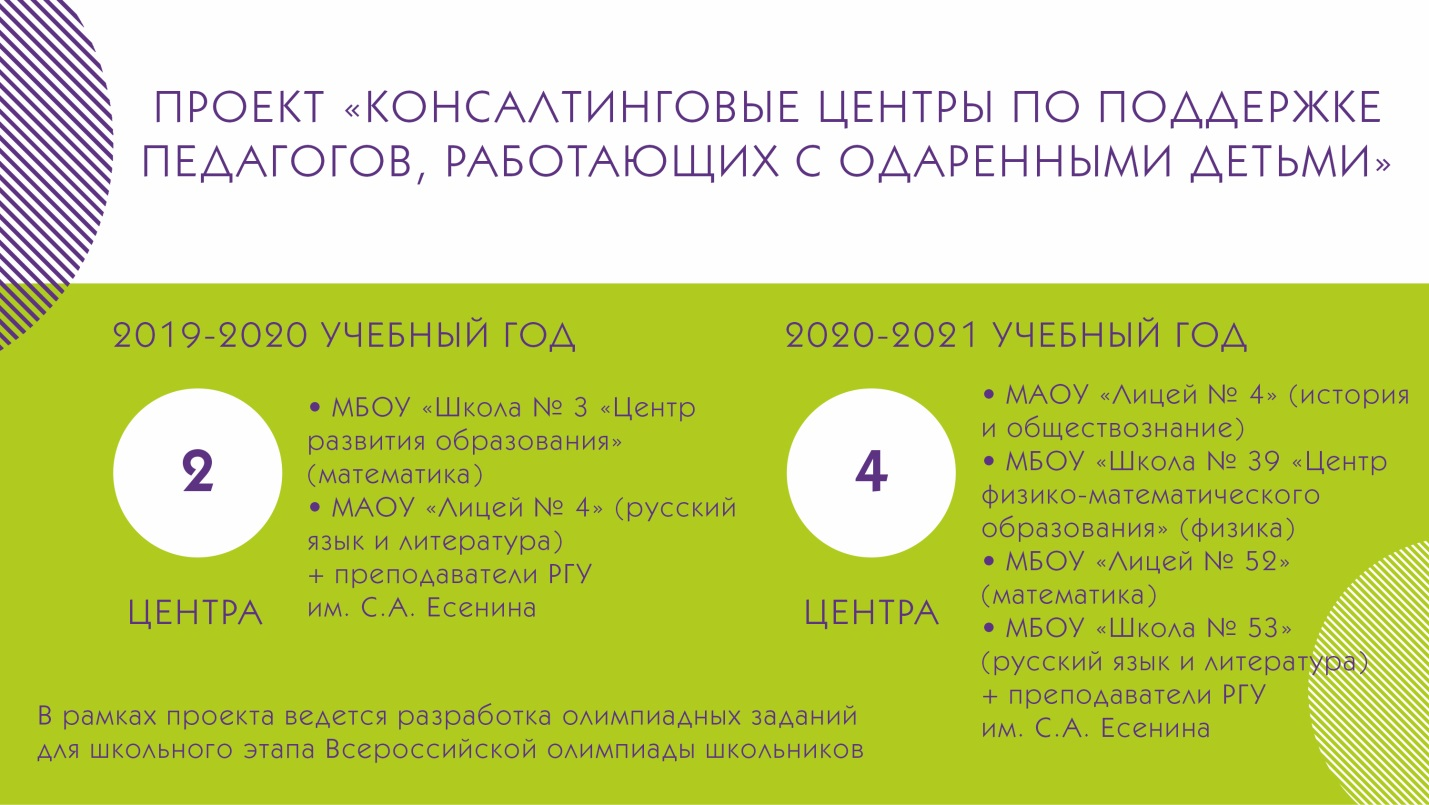 ПРОЕКТ «КОНСАЛТИНГОВЫЕ ЦЕНТРЫ ПО ПОДДЕРЖКЕ
ПЕДАГОГОВ, РАБОТАЮЩИХ С ОДАРЕННЫМИ ДЕТЬМИ»
2019-2020 УЧЕБНЫЙ ГОД
2
ЦЕНТРА
• МБОУ «Школа № 3 «Центр
развития образования»
(математика)
• МАОУ «Лицей № 4» (русский
язык и литература)
+ преподаватели РГУ
им. С.А. Есенина
2020-2021 УЧЕБНЫЙ ГОД
4
ЦЕНТРА
• МАОУ «Лицей № 4» (история
и обществознание)
• МБОУ «Школа № 39 «Центр
физико-математического
образования» (физика)
• МБОУ «Лицей № 52»
(математика)
• МБОУ «Школа № 53»
(русский язык и литература)
+ преподаватели РГУ
им. С.А. Есенина
В рамках проекта ведется разработка олимпиадных заданий
для школьного этапа Всероссийской олимпиады школьников